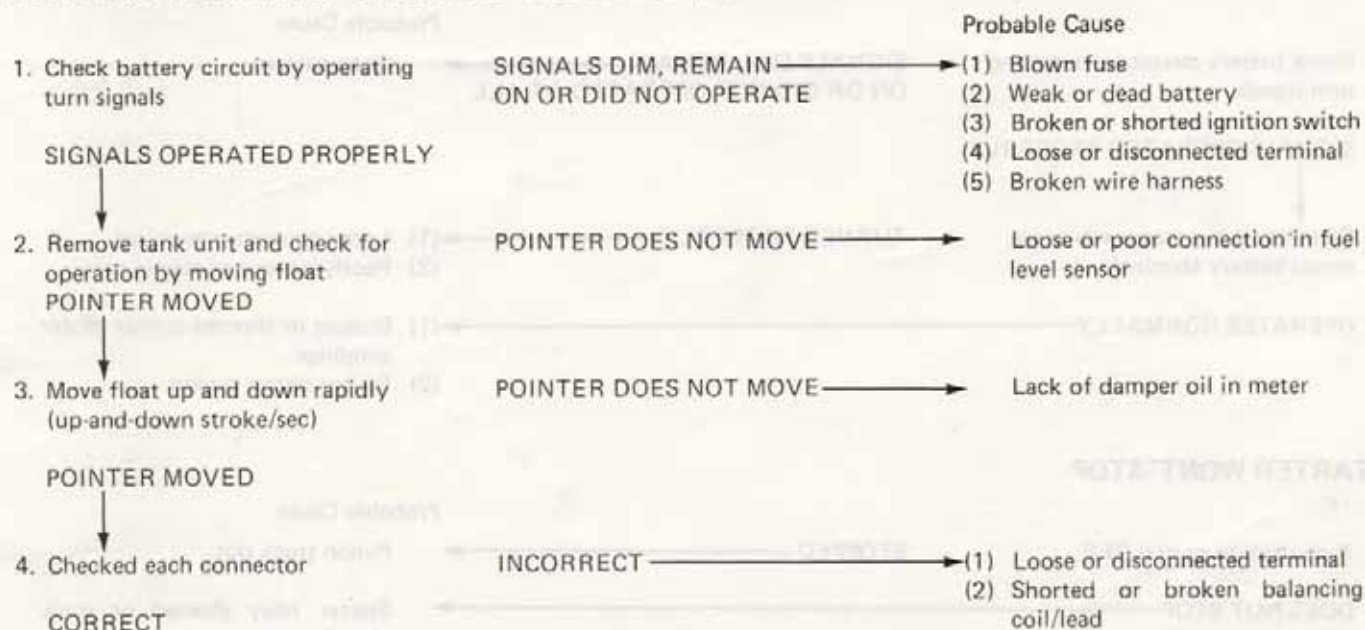 Probable Cause
1. Check battery circuit by operating SIGNALS DIM, REMAIN (1) Blown fuse
turn signals ON OR DID NOT OPERATE (2) Weak or dead battery
(3) Broken or shorted ignition switch
SIGNALS OPERATED PROPERLY (4) Loose or disconnected terminal
(5) Broken wire harness
2. Remove tank unit and check for POINTER DOES NOT MOVE Loose or poor connection in fuel
operation by moving float level sensor
POINTER MOVED
3. Move float up and down rapidly POINTER DOES NOT MOVE Lack of damper oil in meter
(up-and-down stroke/sec)
POINTER MOVED
4. Checked each connector INCORRECT (1) Loose or disconnected terminal
(2) Shorted or broken balancing
CORRECT coil/lead